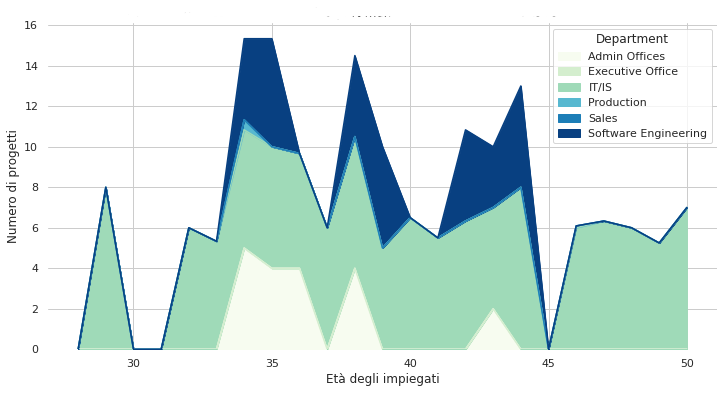 Department
Admin Offices
Executive Office
IT/IS
Production
Sales
Software Engineering
Numero di progetti
16
14
12
10
8
6
4
2
0
30 35 40 45 50
Età degli impiegati